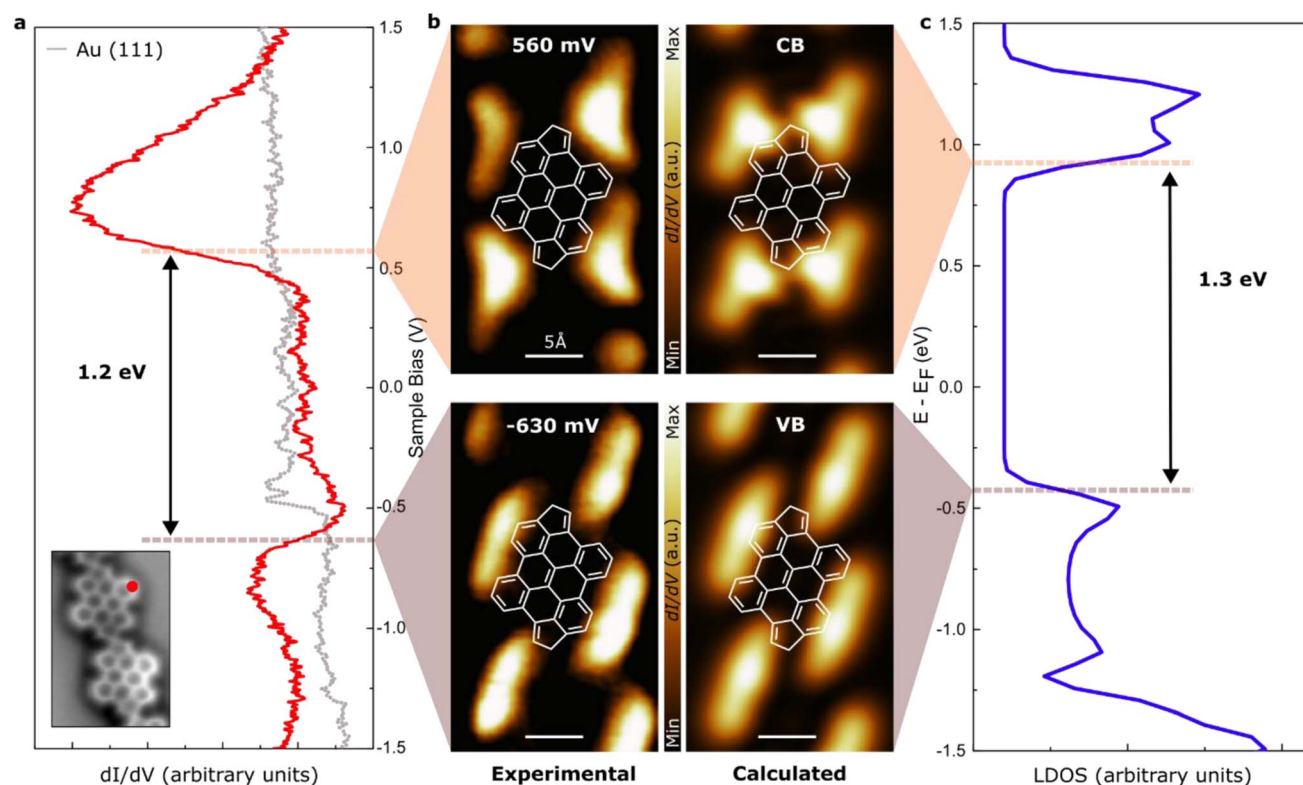 a
Au (111)
1.5
1.0
0.5
0.0
-0.5
-1.0
-1.5
Sample Bias (V)
1.2 eV
dI/dV (arbitrary units)
b
560 mV
CB
5Å
-630 mV
VB
Max
dI/dV (a.u.)
Min
Max
dI/dV (a.u.)
Min
Experimental
Calculated
c
1.5
1.0
0.5
0.0
-0.5
-1.0
-1.5
E - EF (eV)
1.3 eV
LDOS (arbitrary units)